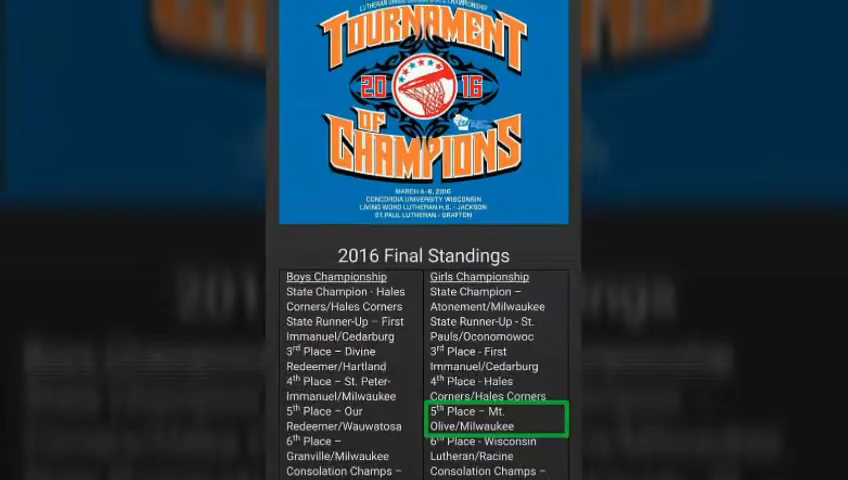 LUTHERAN GRADE SCHOOL STATE CHAMPIONSHIP
TOURNAMENT
2016
OF
CHAMPIONS
MARCH 4-6, 2016
CONCORDIA UNIVERSITY WISCONSIN
LIVING WORD LUTHERAN H.S. - JACKSON
ST. PAUL LUTHERAN - GRAFTON
2016 Final Standings
Boys Championship
State Champion - Hales
Corners/Hales Corners
State Runner-Up – First
Immanuel/Cedarburg
3rd Place – Divine
Redeemer/Hartland
4th Place – St. Peter-
Immanuel/Milwaukee
5th Place – Our
Redeemer/Wauwatosa
6th Place –
Granville/Milwaukee
Consolation Champs –
Girls Championship
State Champion –
Atonement/Milwaukee
State Runner-Up - St.
Pauls/Oconomowoc
3rd Place - First
Immanuel/Cedarburg
4th Place - Hales
Corners/Hales Corners
5th Place – Mt.
Olive/Milwaukee
6th Place - Wisconsin
Lutheran/Racine
Consolation Champs –